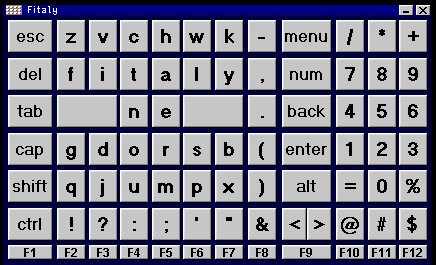 Fitaly
esc z v c h w k - menu / * +
del f i t a l y , num 7 8 9
tab n e . back 4 5 6
cap g d o r s b ( enter 1 2 3
shift q j u m p x ) alt = 0 %
ctrl ! ? : ; ' " & < > @ # $
F1 F2 F3 F4 F5 F6 F7 F8 F9 F10 F11 F12